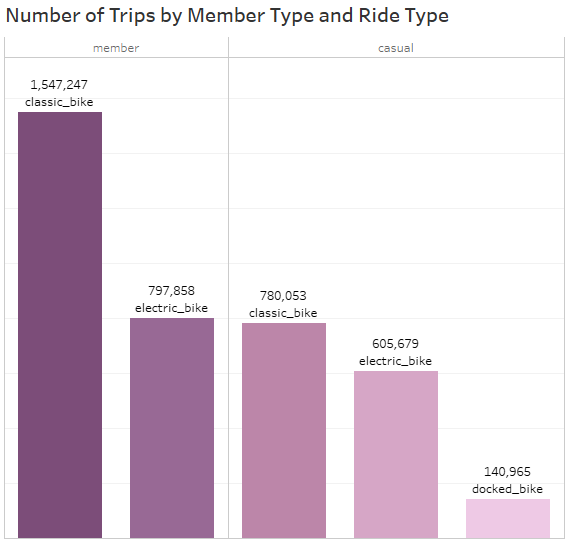 Number of Trips by Member Type and Ride Type
member
casual
1,547,247
classic_bike
797,858
electric_bike
780,053
classic_bike
605,679
electric_bike
140,965
docked_bike